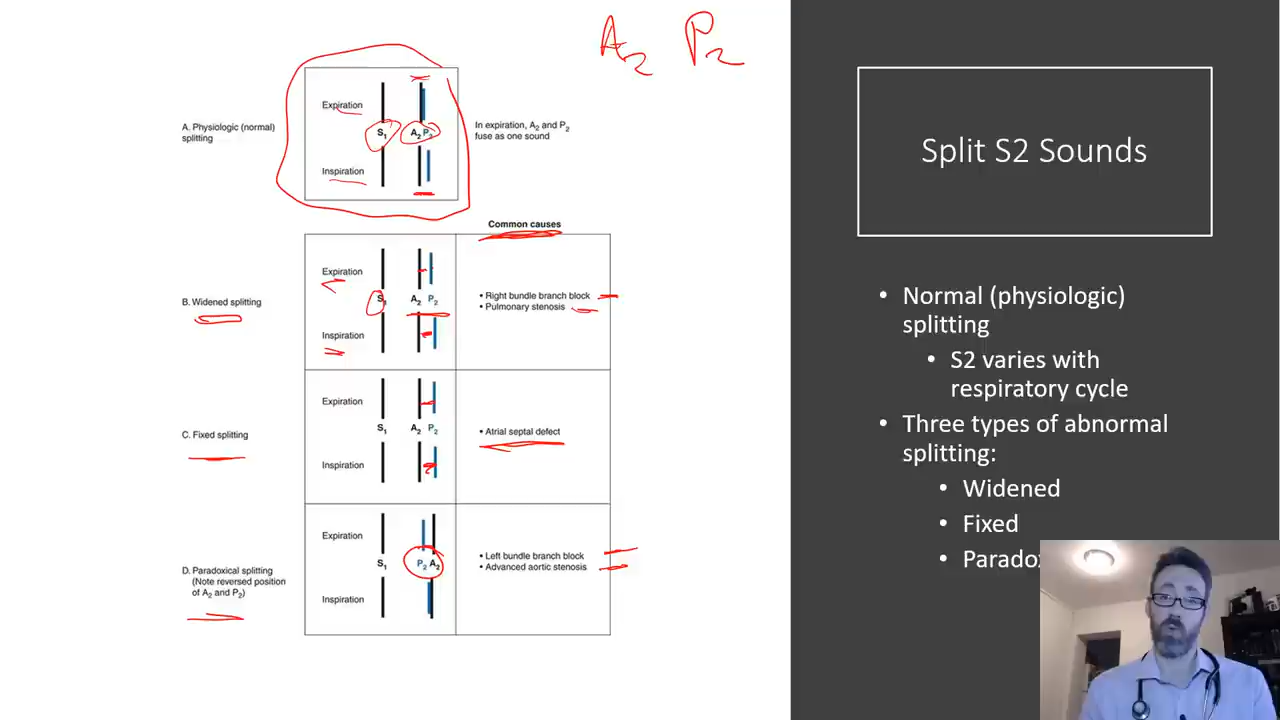 A2 P2
Expiration
A. Physiologic (normal)
splitting
S1 A2 P2
In expiration, A2 and P2
fuse as one sound
Inspiration
Common causes
Expiration
B. Widened splitting
S1 A2 P2
• Right bundle branch block
• Pulmonary stenosis
Inspiration
Expiration
C. Fixed splitting
S1 A2 P2
• Atrial septal defect
Inspiration
Expiration
D. Paradoxical splitting
(Note reversed position
of A2 and P2)
S1 P2 A2
• Left bundle branch block
• Advanced aortic stenosis
Inspiration
Split S2 Sounds
• Normal (physiologic)
splitting
• S2 varies with
respiratory cycle
• Three types of abnormal
splitting:
• Widened
• Fixed